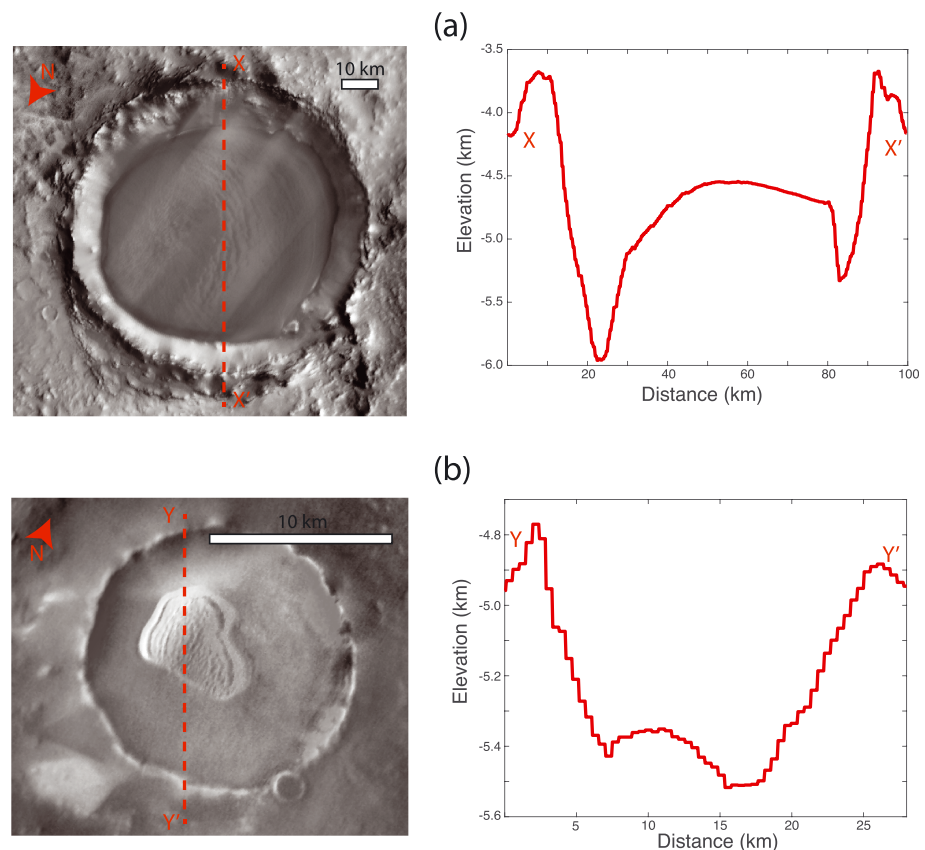 (a)
N
X
10 km
X'
-3.5
-4.0
-4.5
-5.0
-5.5
-6.0
Elevation (km)
X
X'
20
40
60
80
100
Distance (km)
(b)
N
Y
10 km
Y'
-4.8
-5.0
-5.2
-5.4
-5.6
Elevation (km)
Y
Y'
5
10
15
20
25
Distance (km)